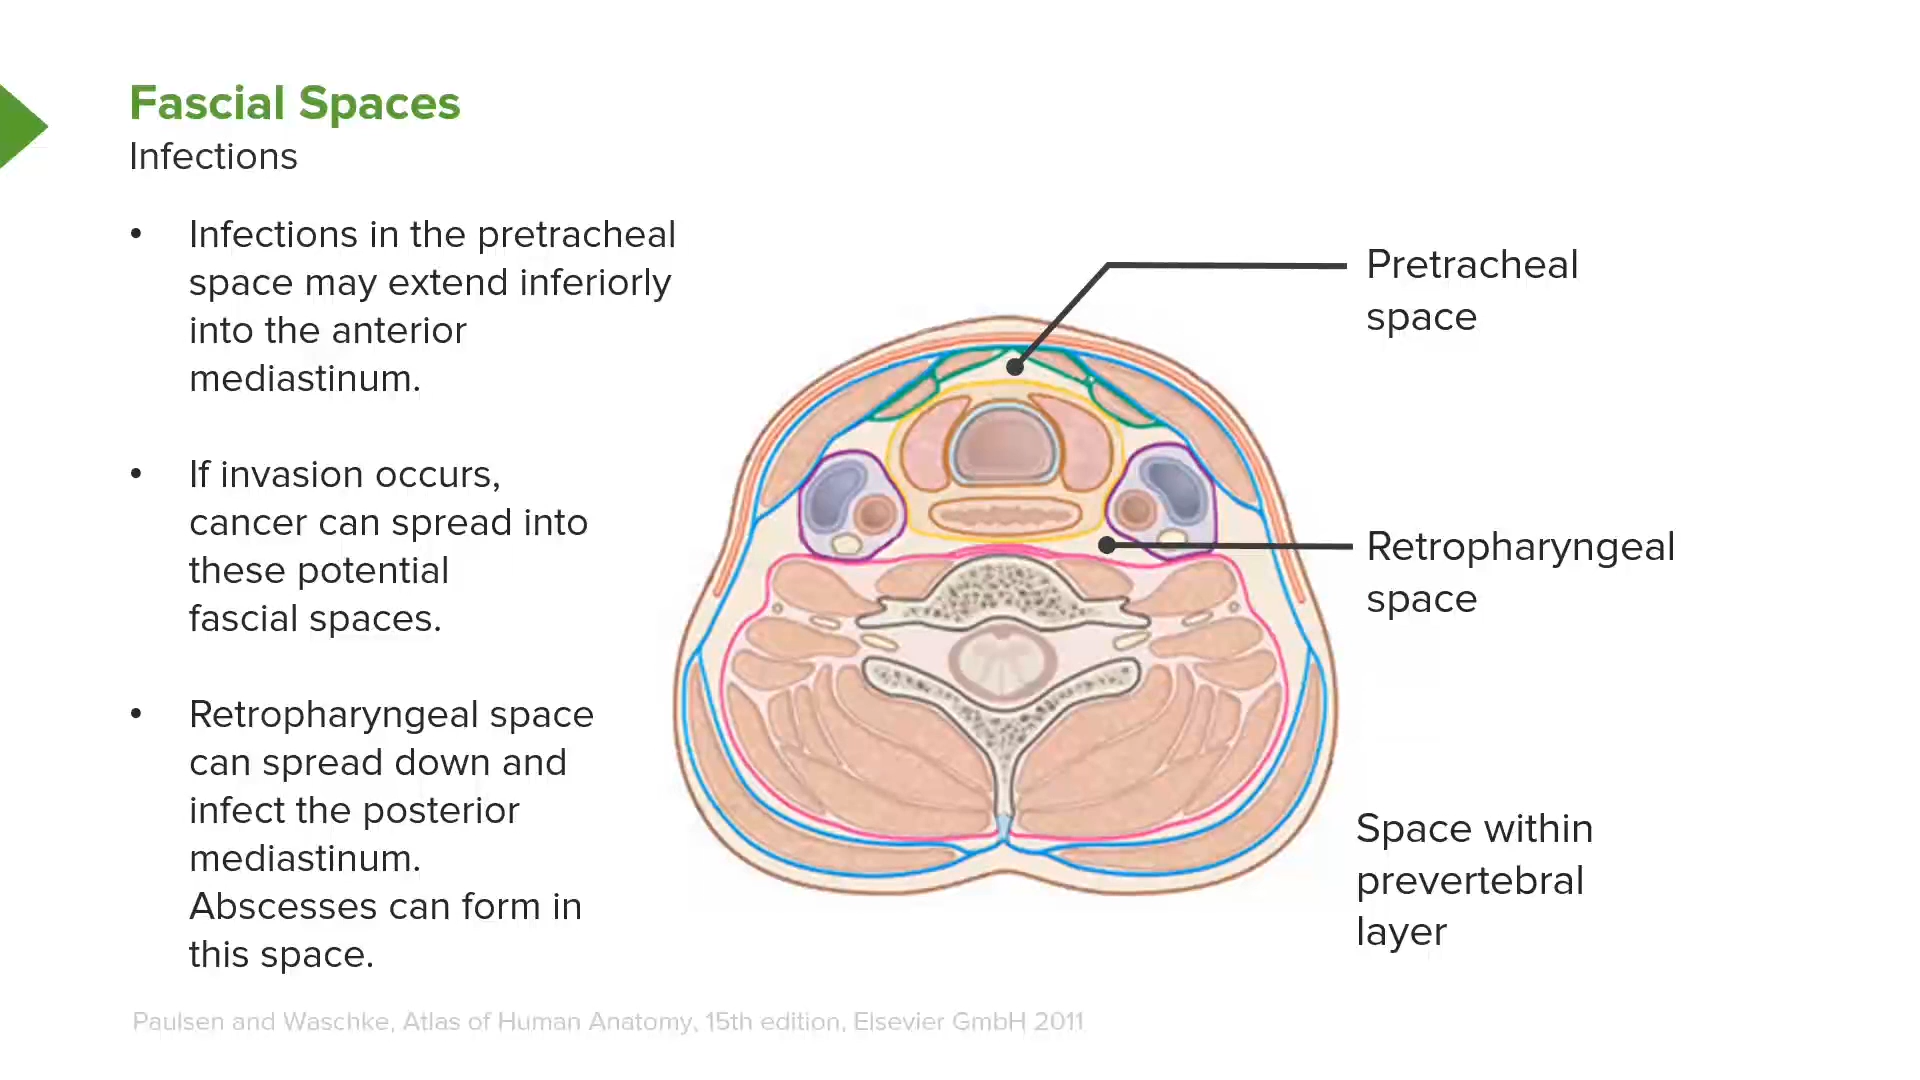 Fascial Spaces
Infections
• Infections in the pretracheal
space may extend inferiorly
into the anterior
mediastinum.
• If invasion occurs,
cancer can spread into
these potential
fascial spaces.
• Retropharyngeal space
can spread down and
infect the posterior
mediastinum.
Abscesses can form in
this space.
Pretracheal
space
Retropharyngeal
space
Space within
prevertebral
layer
Paulsen and Waschke, Atlas of Human Anatomy, 15th edition, Elsevier GmbH 2011